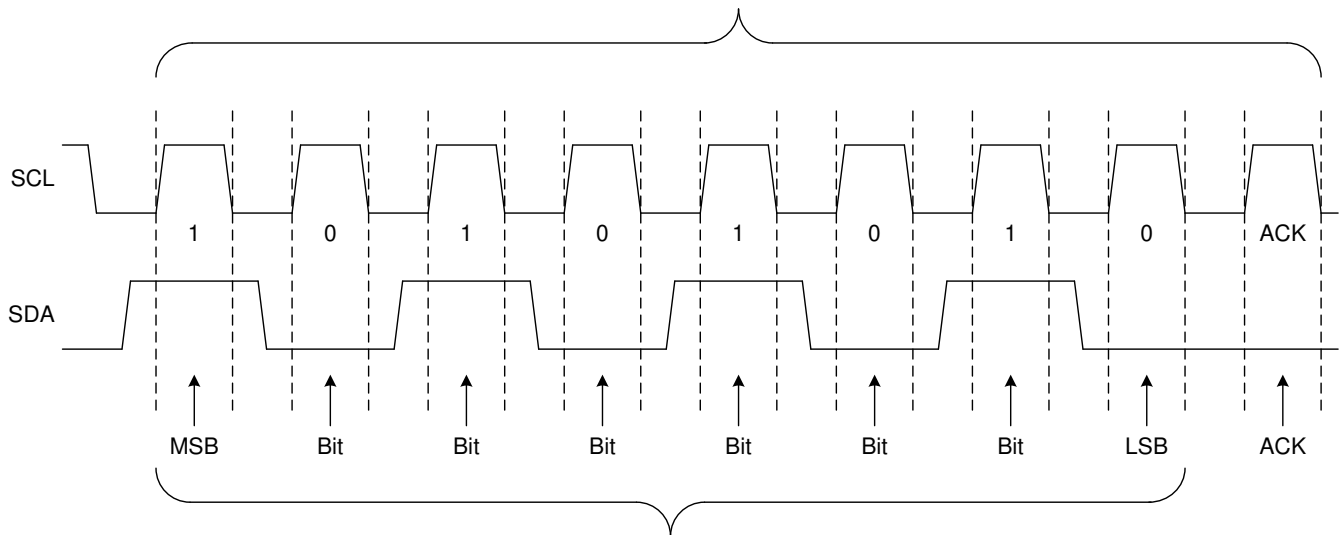 SCL
1 0 1 0 1 0 1 0 ACK
SDA
MSB Bit Bit Bit Bit Bit Bit LSB ACK